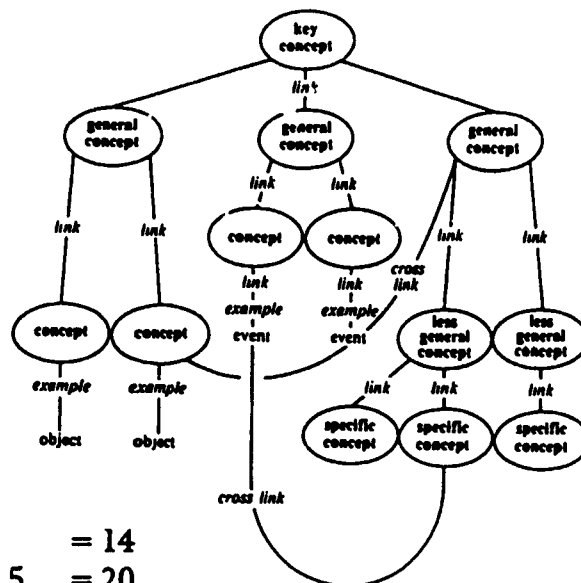 key
concept
link
general
concept
general
concept
general
concept
link
link
link
link
link
link
concept
concept
cross
link
link
link
example
example
event
event
concept
concept
less
general
concept
less
general
concept
example
example
link
link
link
object
object
specific
concept
specific
concept
specific
concept
cross link
= 14
5 = 20